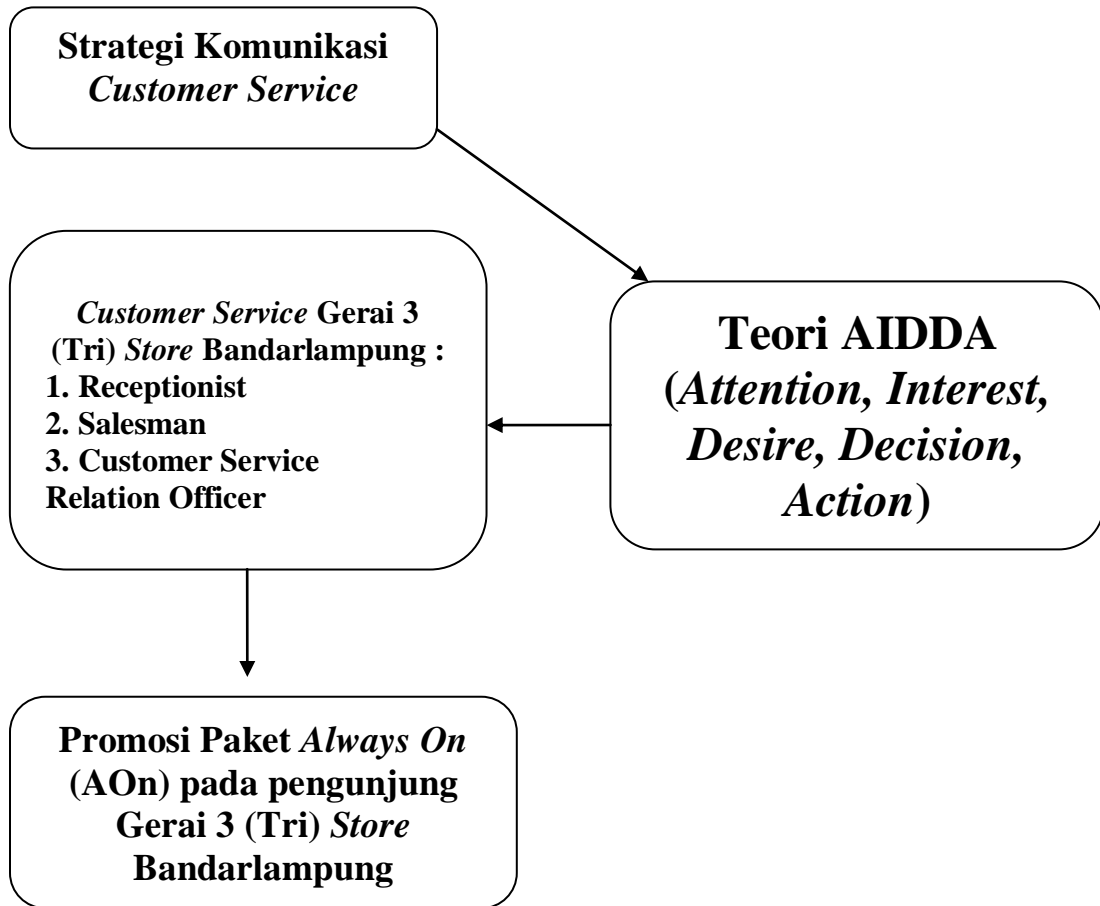 Strategi Komunikasi
Customer Service
Customer Service Gerai 3
(Tri) Store Bandarlampung :
1. Receptionist
2. Salesman
3. Customer Service
Relation Officer
Teori AIDDA
(Attention, Interest,
Desire, Decision,
Action)
Promosi Paket Always On
(AOn) pada pengunjung
Gerai 3 (Tri) Store
Bandarlampung